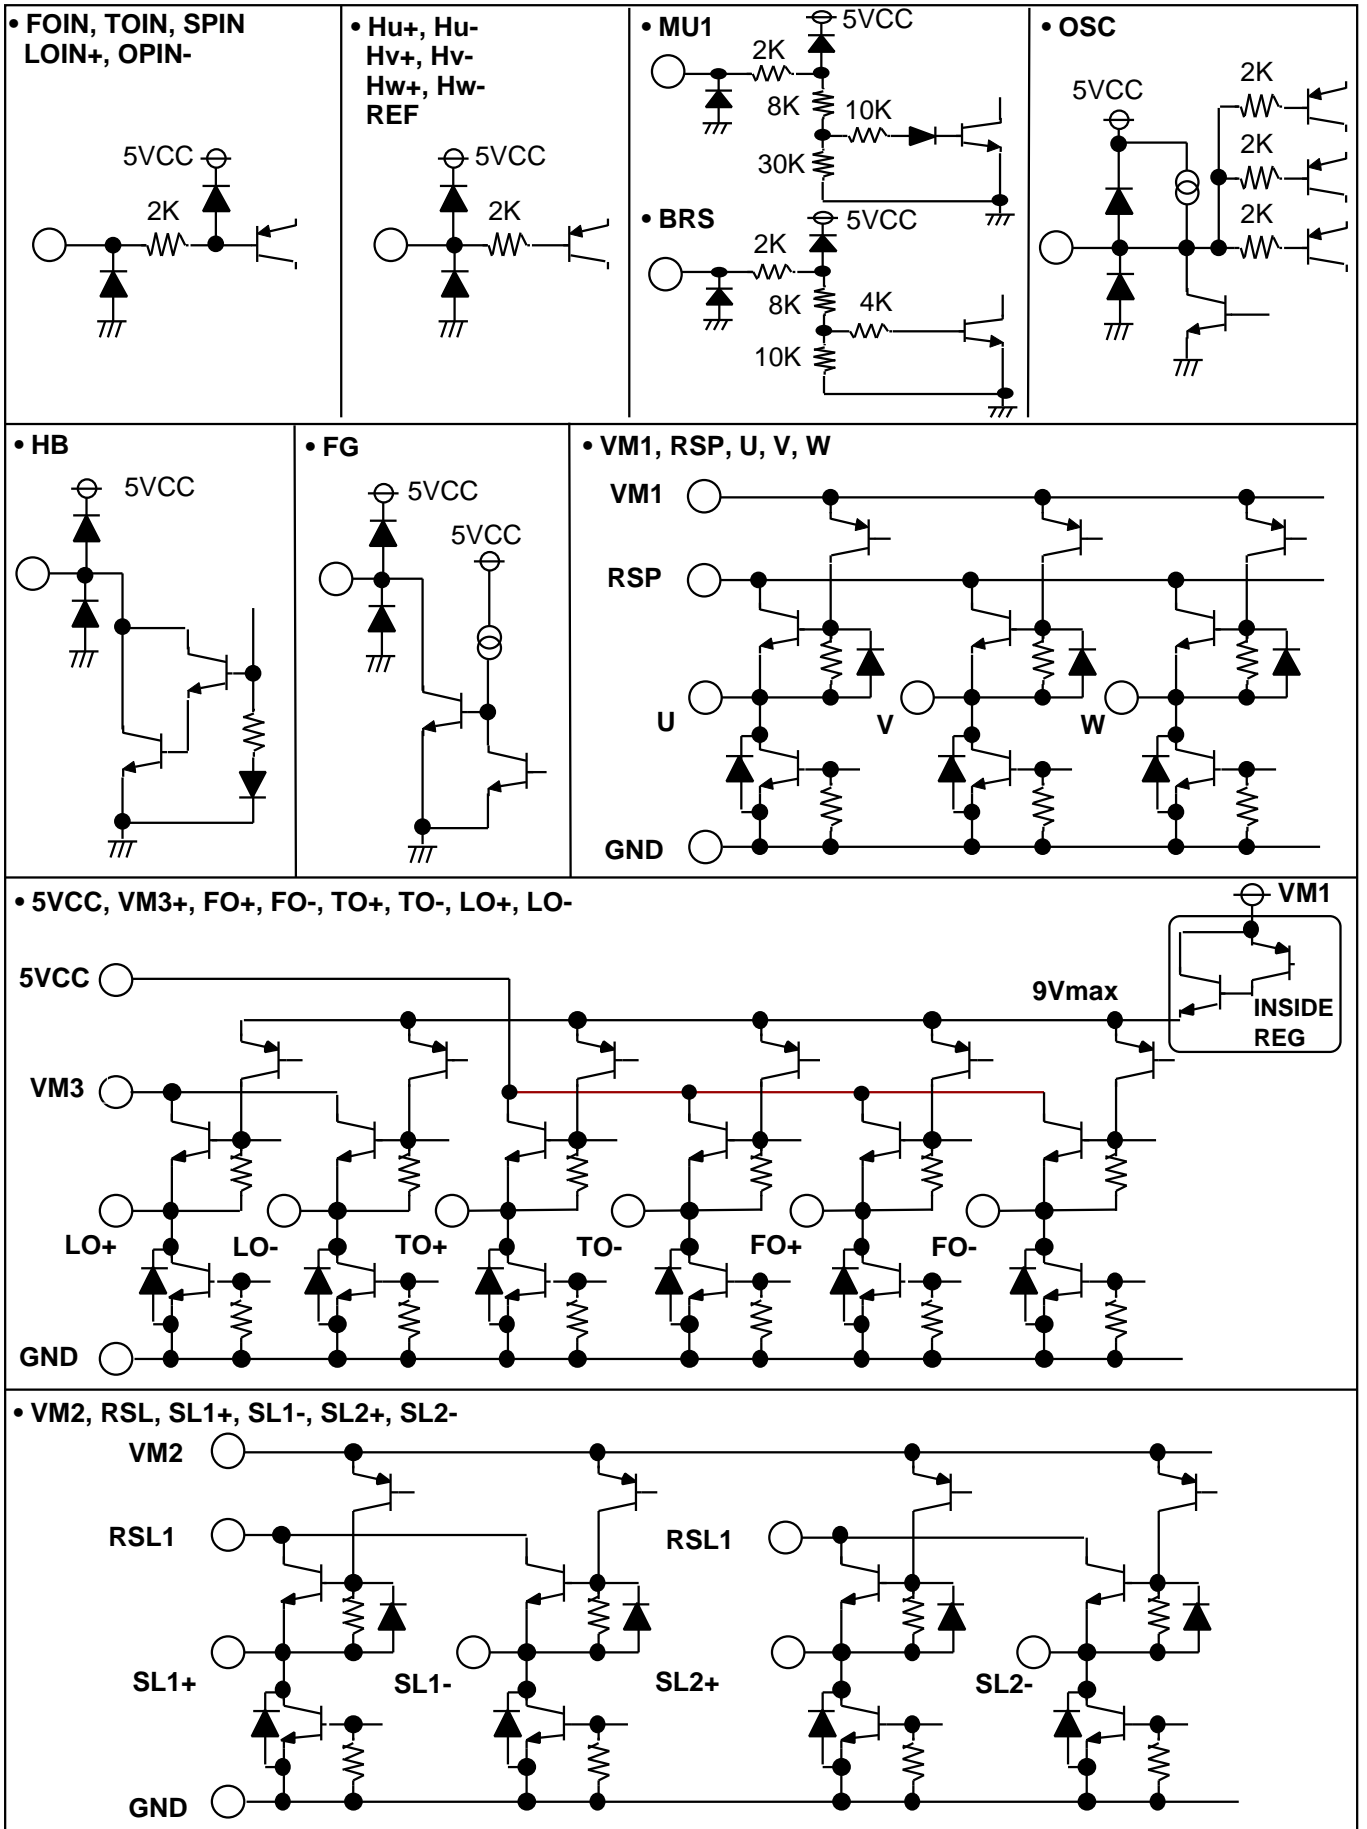 • FOIN, TOIN, SPIN
LOIN+, OPIN-
5VCC
2K
• Hu+, Hu-
Hv+, Hv-
Hw+, Hw-
REF
5VCC
2K
• MU1
5VCC
2K
8K
10K
30K
• BRS
5VCC
2K
8K
4K
10K
• OSC
5VCC
2K
2K
2K
• HB
5VCC
• FG
5VCC
5VCC
• VM1, RSP, U, V, W
VM1
RSP
U
V
W
GND
• 5VCC, VM3+, FO+, FO-, TO+, TO-, LO+, LO-
VM1
5VCC
9Vmax
INSIDE
REG
VM3
LO+
LO-
TO+
TO-
FO+
FO-
GND
• VM2, RSL, SL1+, SL1-, SL2+, SL2-
VM2
RSL1
RSL1
SL1+
SL1-
SL2+
SL2-
GND